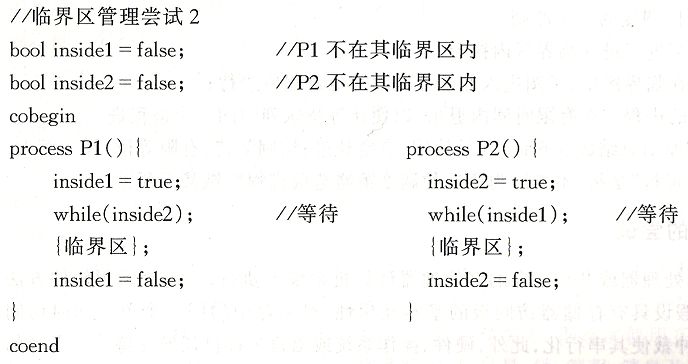 //临界区管理尝试 2
bool inside1 = false; //P1 不在其临界区内
bool inside2 = false; //P2 不在其临界区内
cobegin
process P1() { process P2() {
inside1 = true; inside2 = true;
while(inside2); //等待 while(inside1); //等待
{临界区}; {临界区};
inside1 = false; inside2 = false;
} }
coend